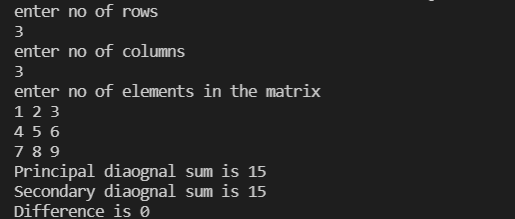 enter no of rows
3
enter no of columns
3
enter no of elements in the matrix
1 2 3
4 5 6
7 8 9
Principal diaognal sum is 15
Secondary diaognal sum is 15
Difference is 0